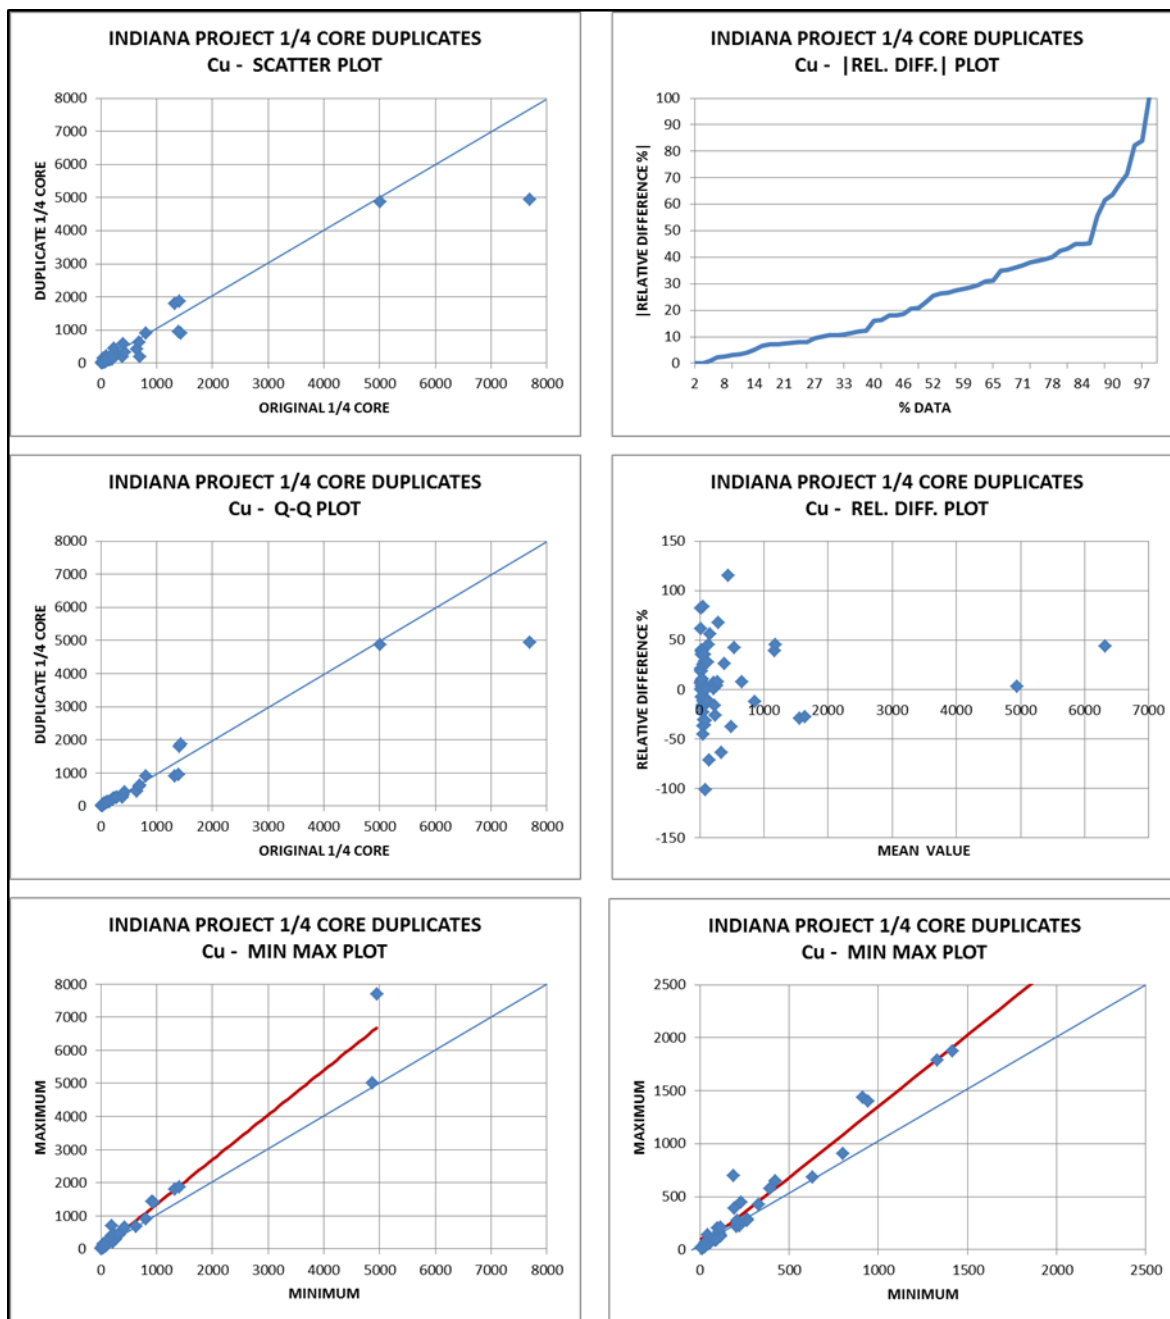 INDIANA PROJECT 1/4 CORE DUPLICATES
Cu - SCATTER PLOT
8000
7000
6000
5000
4000
3000
2000
1000
0
DUPLICATE 1/4 CORE
0 1000 2000 3000 4000 5000 6000 7000 8000
ORIGINAL 1/4 CORE
INDIANA PROJECT 1/4 CORE DUPLICATES
Cu - |REL. DIFF.| PLOT
100
90
80
70
60
50
40
30
20
10
0
|RELATIVE DIFFERENCE %|
2 8 14 21 27 33 40 46 52 59 65 71 78 84 90 97
% DATA
INDIANA PROJECT 1/4 CORE DUPLICATES
Cu - Q-Q PLOT
8000
7000
6000
5000
4000
3000
2000
1000
0
DUPLICATE 1/4 CORE
0 1000 2000 3000 4000 5000 6000 7000 8000
ORIGINAL 1/4 CORE
INDIANA PROJECT 1/4 CORE DUPLICATES
Cu - REL. DIFF. PLOT
150
100
50
0
-50
-100
-150
RELATIVE DIFFERENCE %
0 1000 2000 3000 4000 5000 6000 7000
MEAN VALUE
INDIANA PROJECT 1/4 CORE DUPLICATES
Cu - MIN MAX PLOT
8000
7000
6000
5000
4000
3000
2000
1000
0
MAXIMUM
0 1000 2000 3000 4000 5000 6000 7000 8000
MINIMUM
INDIANA PROJECT 1/4 CORE DUPLICATES
Cu - MIN MAX PLOT
2500
2000
1500
1000
500
0
MAXIMUM
0 500 1000 1500 2000 2500
MINIMUM